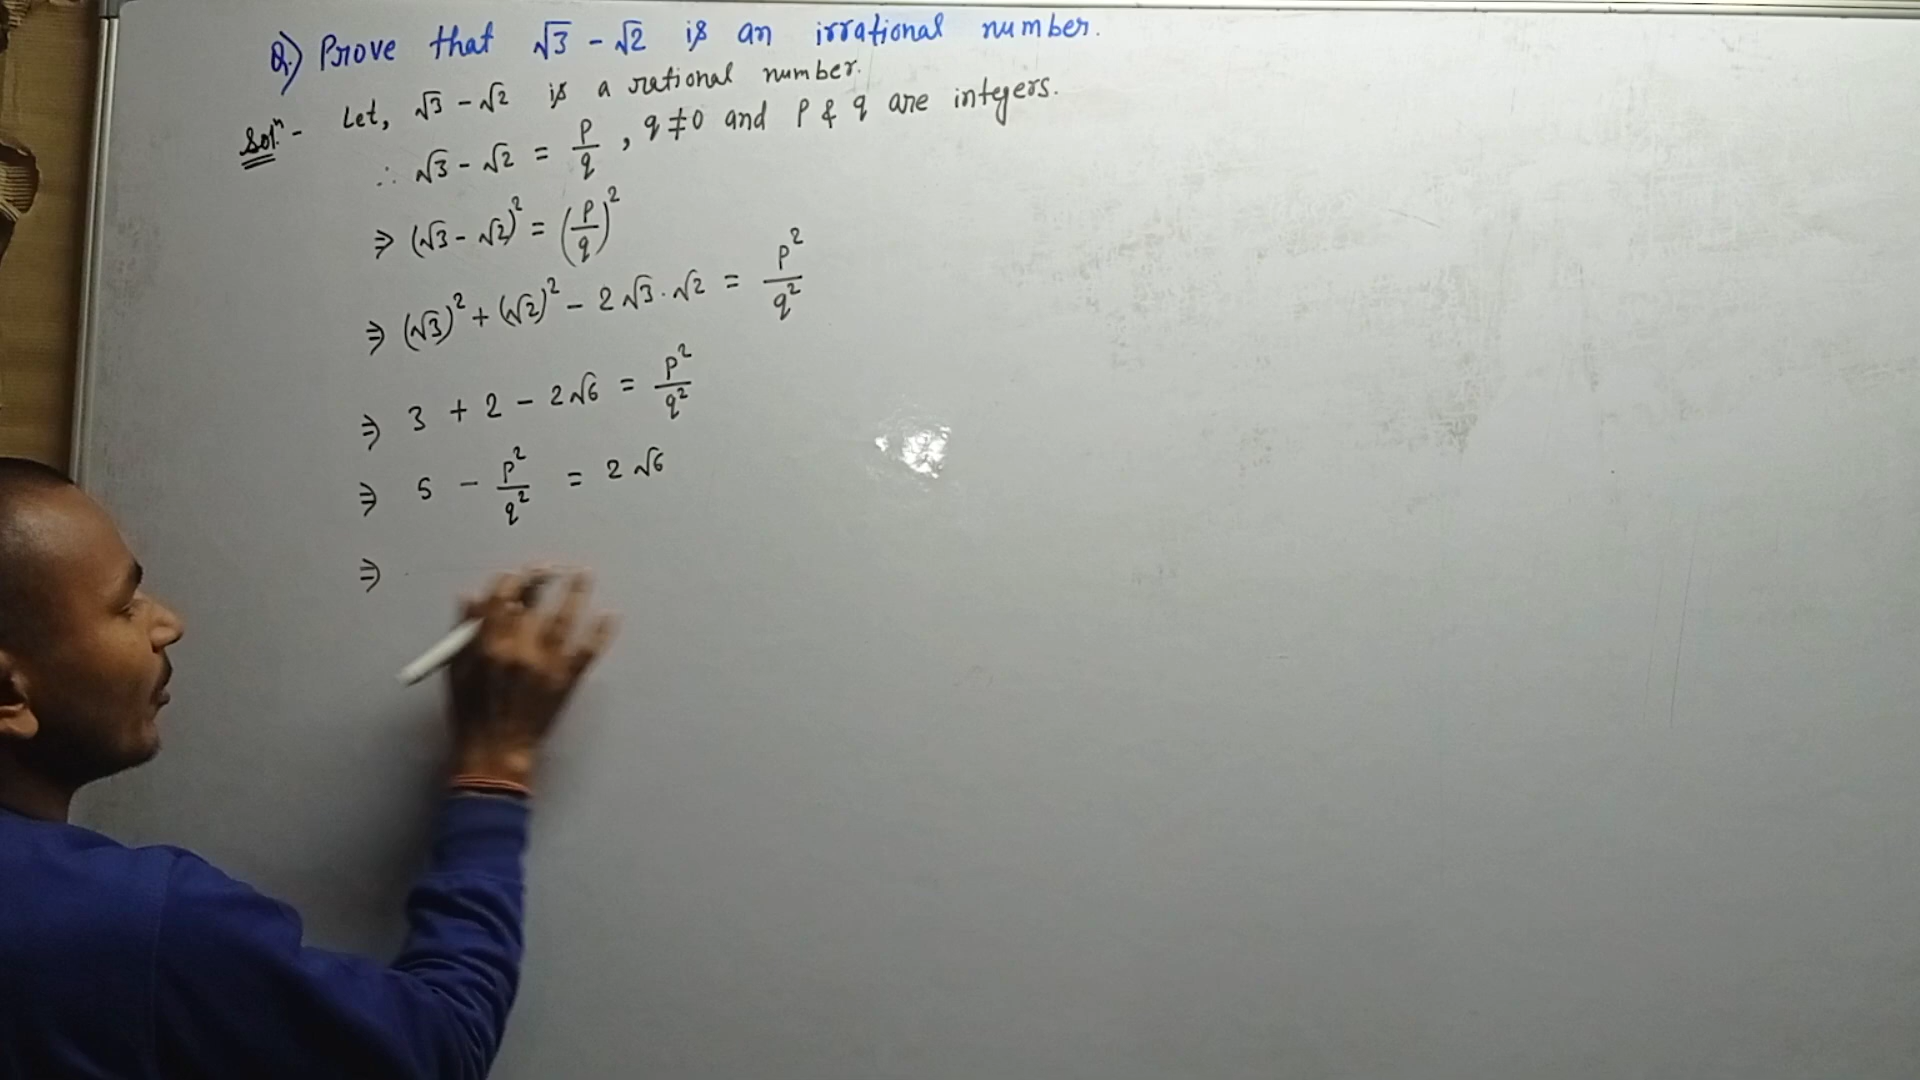 Q.) Prove that √3 - √2 is an irrational number.
Solⁿ.- Let, √3 - √2 is a rational number.
∴ √3 - √2 = p/q , q ≠ 0 and p & q are integers.
⇒ (√3 - √2)² = (p/q)²
⇒ (√3)² + (√2)² - 2√3.√2 = p²/q²
⇒ 3 + 2 - 2√6 = p²/q²
⇒ 5 - p²/q² = 2√6
⇒